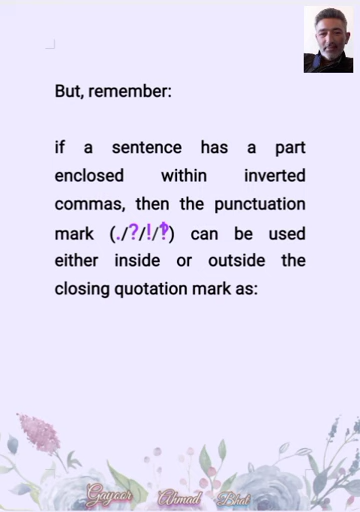 But, remember:
if a sentence has a part
enclosed within inverted
commas, then the punctuation
mark (./?/!/‽) can be used
either inside or outside the
closing quotation mark as:
Gayoor Ahmad Bhat